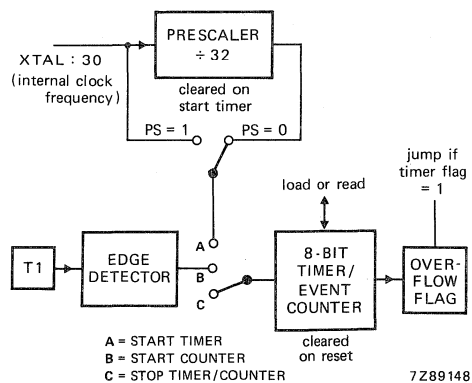 PRESCALER
÷ 32
XTAL : 30
(internal clock
frequency)
cleared on
start timer
PS = 1
PS = 0
jump if
timer flag
= 1
load or read
T1
EDGE
DETECTOR
A
B
C
8-BIT
TIMER/
EVENT
COUNTER
OVER-
FLOW
FLAG
cleared
on reset
A = START TIMER
B = START COUNTER
C = STOP TIMER/COUNTER
7Z89148